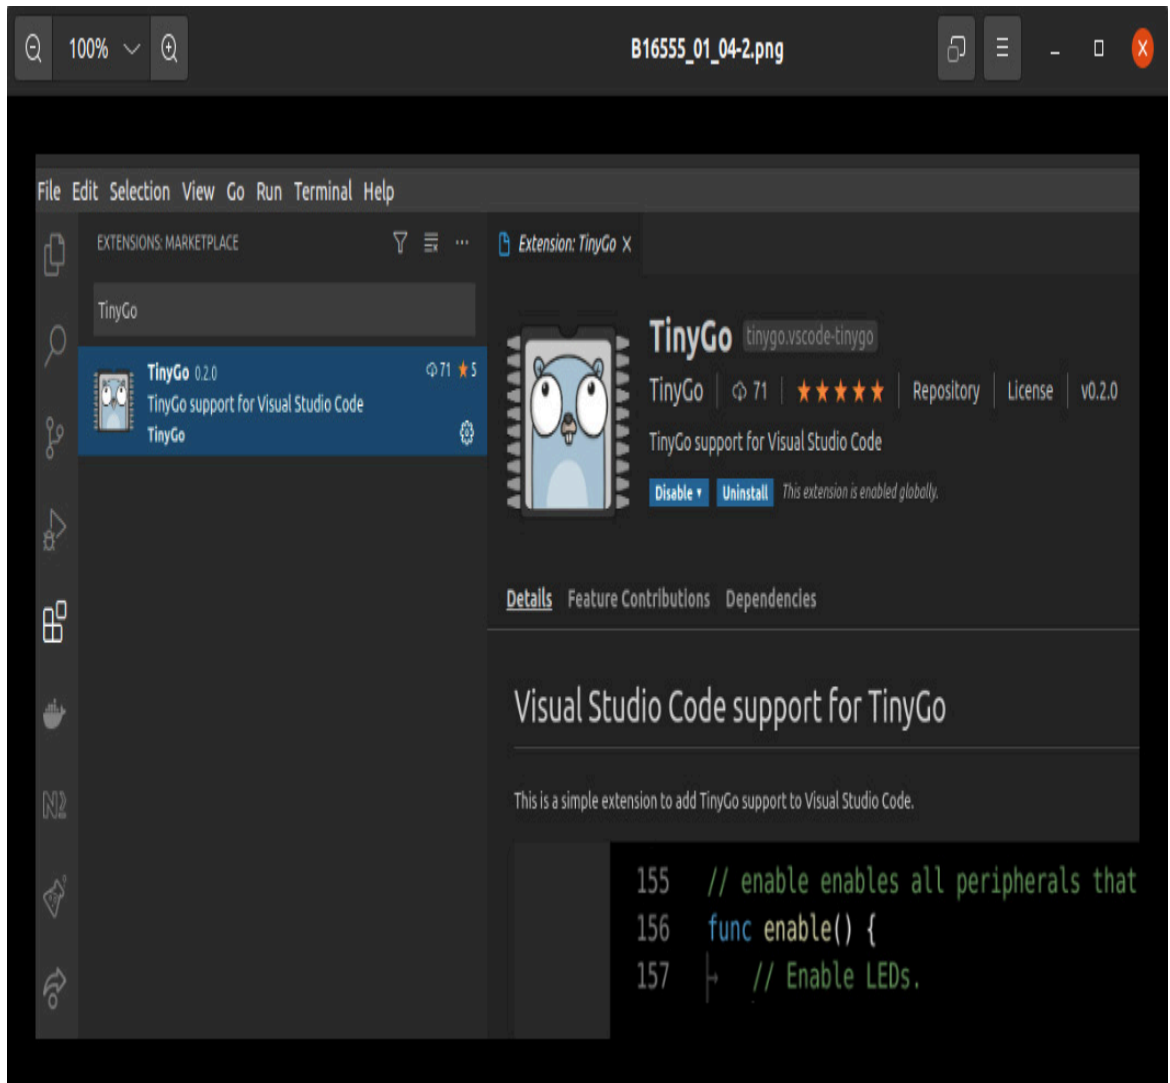 100%
B16555_01_04-2.png
File Edit Selection View Go Run Terminal Help
EXTENSIONS: MARKETPLACE
TinyGo
TinyGo 0.2.0 71 ★5
TinyGo support for Visual Studio Code
TinyGo
Extension: TinyGo
TinyGo tinygo.vscode-tinygo
TinyGo 71 ★★★★★ Repository License v0.2.0
TinyGo support for Visual Studio Code
Disable Uninstall This extension is enabled globally.
Details Feature Contributions Dependencies
Visual Studio Code support for TinyGo
This is a simple extension to add TinyGo support to Visual Studio Code.
155 // enable enables all peripherals that
156 func enable() {
157 // Enable LEDs.